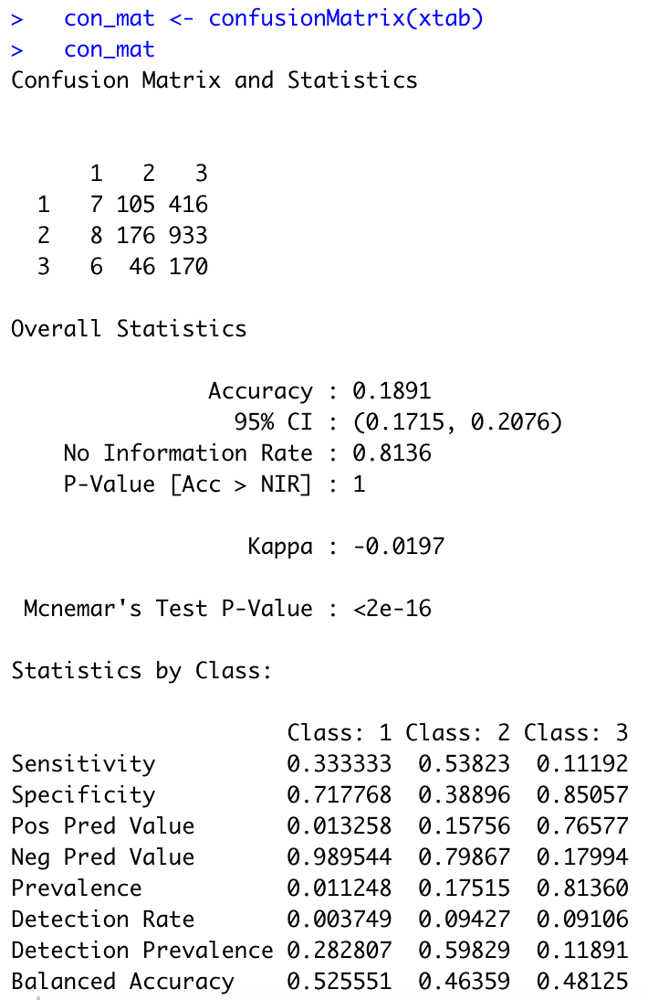 >   con_mat <- confusionMatrix(xtab)
>   con_mat
Confusion Matrix and Statistics
1   2   3
1   7 105 416
2   8 176 933
3   6  46 170
Overall Statistics
Accuracy : 0.1891
95% CI : (0.1715, 0.2076)
No Information Rate : 0.8136
P-Value [Acc > NIR] : 1
Kappa : -0.0197
Mcnemar's Test P-Value : <2e-16
Statistics by Class:
Class: 1 Class: 2 Class: 3
Sensitivity          0.333333  0.53823  0.11192
Specificity          0.717768  0.38896  0.85057
Pos Pred Value       0.013258  0.15756  0.76577
Neg Pred Value       0.989544  0.79867  0.17994
Prevalence           0.011248  0.17515  0.81360
Detection Rate       0.003749  0.09427  0.09106
Detection Prevalence 0.282807  0.59829  0.11891
Balanced Accuracy    0.525551  0.46359  0.48125